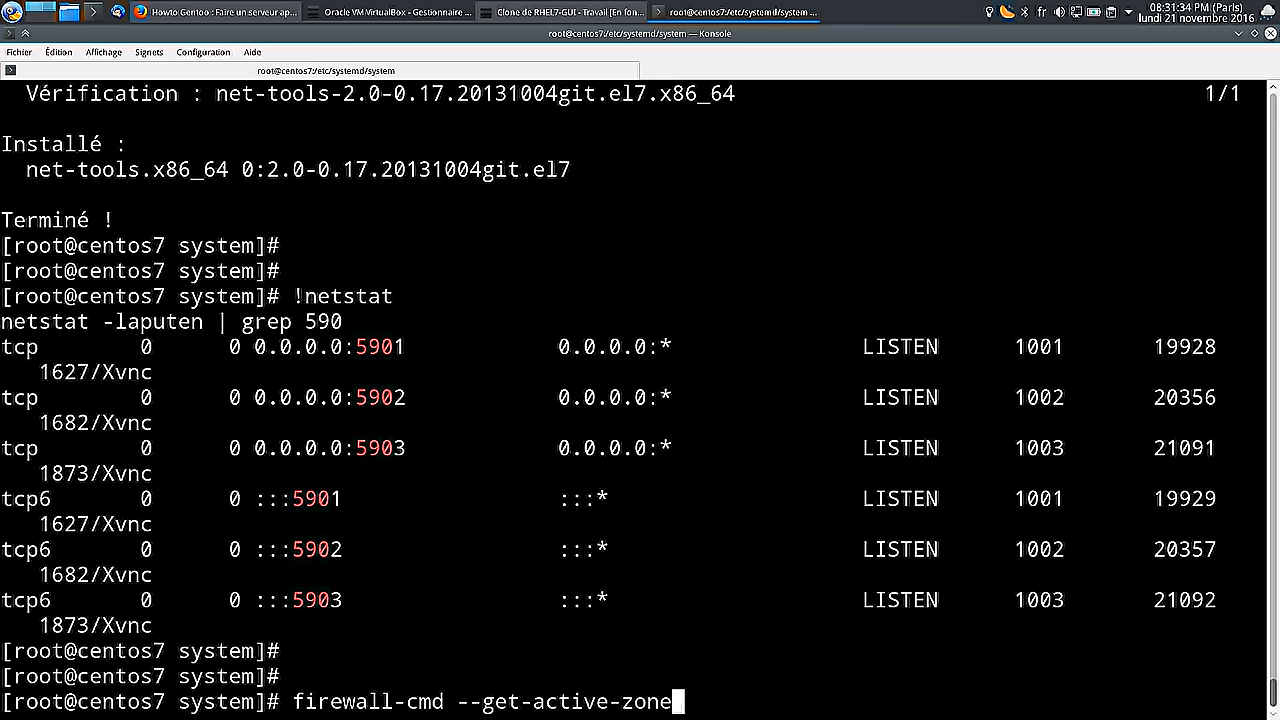 Howto Gentoo : Faire un serveur ap...
Oracle VM VirtualBox - Gestionnaire ...
Clone de RHEL7-GUI - Travail [En fon...
root@centos7:/etc/systemd/system ...
fr
08:31:34 PM (Paris)
lundi 21 novembre 2016
root@centos7:/etc/systemd/system — Konsole
Fichier Édition Affichage Signets Configuration Aide
root@centos7:/etc/systemd/system
Vérification : net-tools-2.0-0.17.20131004git.el7.x86_64 1/1
Installé :
net-tools.x86_64 0:2.0-0.17.20131004git.el7
Terminé !
[root@centos7 system]#
[root@centos7 system]#
[root@centos7 system]# !netstat
netstat -laputen | grep 590
tcp 0 0 0.0.0.0:5901 0.0.0.0:* LISTEN 1001 19928
1627/Xvnc
tcp 0 0 0.0.0.0:5902 0.0.0.0:* LISTEN 1002 20356
1682/Xvnc
tcp 0 0 0.0.0.0:5903 0.0.0.0:* LISTEN 1003 21091
1873/Xvnc
tcp6 0 0 :::5901 :::* LISTEN 1001 19929
1627/Xvnc
tcp6 0 0 :::5902 :::* LISTEN 1002 20357
1682/Xvnc
tcp6 0 0 :::5903 :::* LISTEN 1003 21092
1873/Xvnc
[root@centos7 system]#
[root@centos7 system]#
[root@centos7 system]# firewall-cmd --get-active-zone